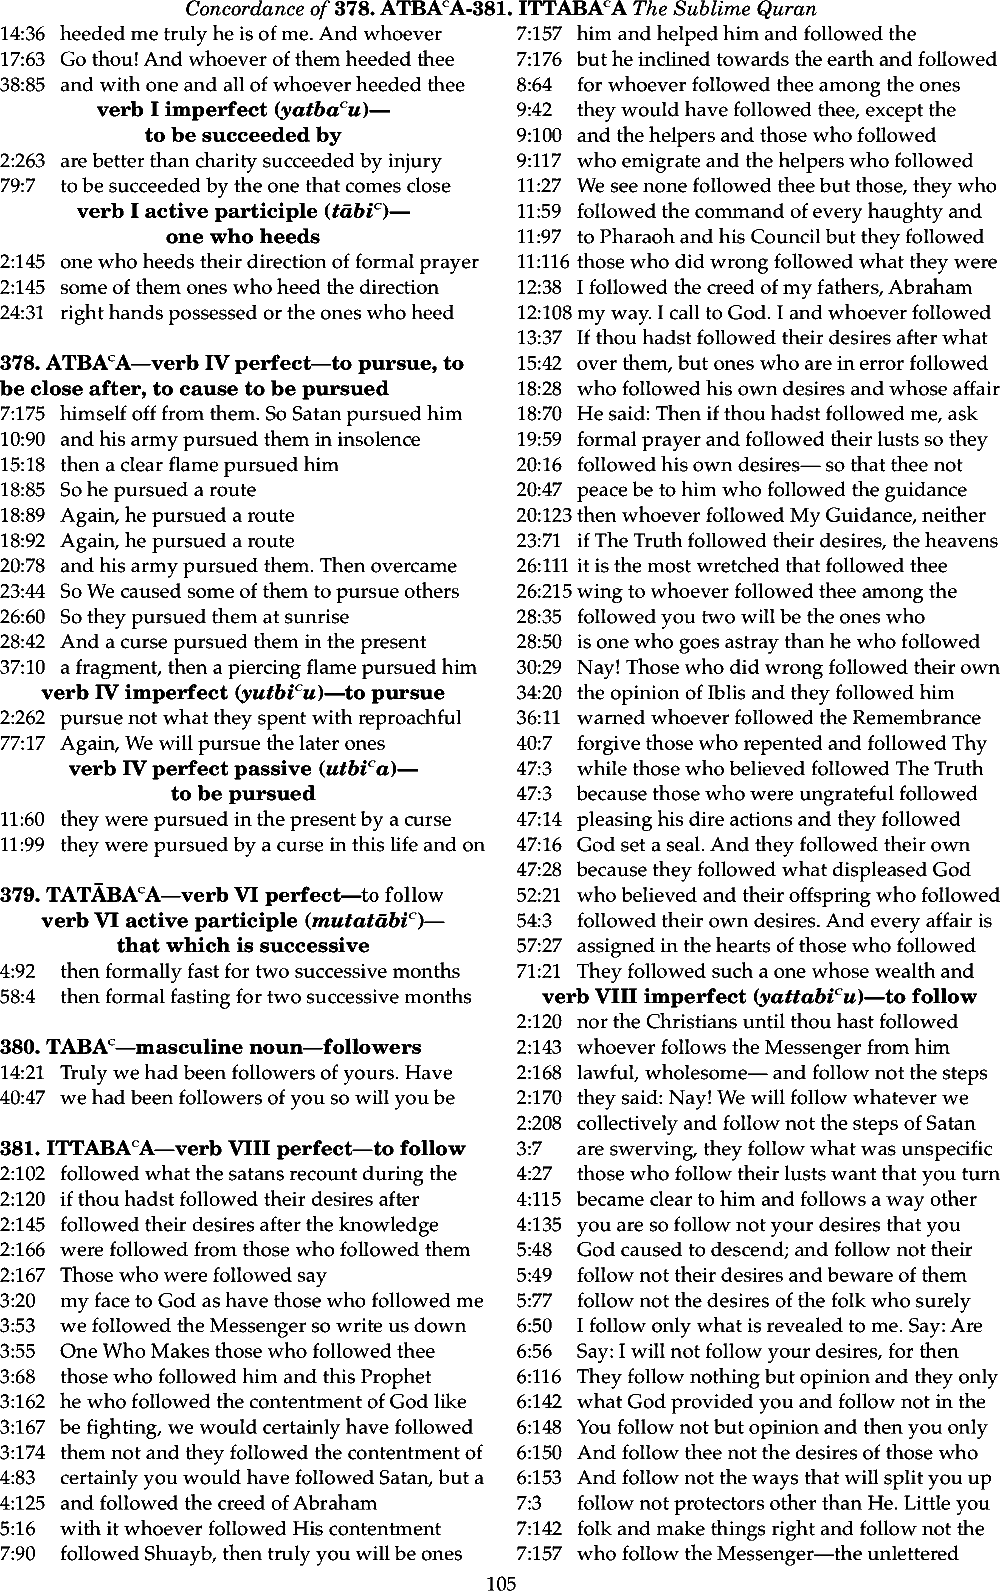 Concordance of 378. ATBAᶜA-381. ITTABAᶜA The Sublime Quran
14:36 heeded me truly he is of me. And whoever
17:63 Go thou! And whoever of them heeded thee
38:85 and with one and all of whoever heeded thee
verb I imperfect (yatbaᶜu)—
to be succeeded by
2:263 are better than charity succeeded by injury
79:7 to be succeeded by the one that comes close
verb I active participle (tābiᶜ)—
one who heeds
2:145 one who heeds their direction of formal prayer
2:145 some of them ones who heed the direction
24:31 right hands possessed or the ones who heed
378. ATBAᶜA—verb IV perfect—to pursue, to
be close after, to cause to be pursued
7:175 himself off from them. So Satan pursued him
10:90 and his army pursued them in insolence
15:18 then a clear flame pursued him
18:85 So he pursued a route
18:89 Again, he pursued a route
18:92 Again, he pursued a route
20:78 and his army pursued them. Then overcame
23:44 So We caused some of them to pursue others
26:60 So they pursued them at sunrise
28:42 And a curse pursued them in the present
37:10 a fragment, then a piercing flame pursued him
verb IV imperfect (yutbiᶜu)—to pursue
2:262 pursue not what they spent with reproachful
77:17 Again, We will pursue the later ones
verb IV perfect passive (utbiᶜa)—
to be pursued
11:60 they were pursued in the present by a curse
11:99 they were pursued by a curse in this life and on
379. TATĀBAᶜA—verb VI perfect—to follow
verb VI active participle (mutatābiᶜ)—
that which is successive
4:92 then formally fast for two successive months
58:4 then formal fasting for two successive months
380. TABAᶜ—masculine noun—followers
14:21 Truly we had been followers of yours. Have
40:47 we had been followers of you so will you be
381. ITTABAᶜA—verb VIII perfect—to follow
2:102 followed what the satans recount during the
2:120 if thou hadst followed their desires after
2:145 followed their desires after the knowledge
2:166 were followed from those who followed them
2:167 Those who were followed say
3:20 my face to God as have those who followed me
3:53 we followed the Messenger so write us down
3:55 One Who Makes those who followed thee
3:68 those who followed him and this Prophet
3:162 he who followed the contentment of God like
3:167 be fighting, we would certainly have followed
3:174 them not and they followed the contentment of
4:83 certainly you would have followed Satan, but a
4:125 and followed the creed of Abraham
5:16 with it whoever followed His contentment
7:90 followed Shuayb, then truly you will be ones
7:157 him and helped him and followed the
7:176 but he inclined towards the earth and followed
8:64 for whoever followed thee among the ones
9:42 they would have followed thee, except the
9:100 and the helpers and those who followed
9:117 who emigrate and the helpers who followed
11:27 We see none followed thee but those, they who
11:59 followed the command of every haughty and
11:97 to Pharaoh and his Council but they followed
11:116 those who did wrong followed what they were
12:38 I followed the creed of my fathers, Abraham
12:108 my way. I call to God. I and whoever followed
13:37 If thou hadst followed their desires after what
15:42 over them, but ones who are in error followed
18:28 who followed his own desires and whose affair
18:70 He said: Then if thou hadst followed me, ask
19:59 formal prayer and followed their lusts so they
20:16 followed his own desires— so that thee not
20:47 peace be to him who followed the guidance
20:123 then whoever followed My Guidance, neither
23:71 if The Truth followed their desires, the heavens
26:111 it is the most wretched that followed thee
26:215 wing to whoever followed thee among the
28:35 followed you two will be the ones who
28:50 is one who goes astray than he who followed
30:29 Nay! Those who did wrong followed their own
34:20 the opinion of Iblis and they followed him
36:11 warned whoever followed the Remembrance
40:7 forgive those who repented and followed Thy
47:3 while those who believed followed The Truth
47:3 because those who were ungrateful followed
47:14 pleasing his dire actions and they followed
47:16 God set a seal. And they followed their own
47:28 because they followed what displeased God
52:21 who believed and their offspring who followed
54:3 followed their own desires. And every affair is
57:27 assigned in the hearts of those who followed
71:21 They followed such a one whose wealth and
verb VIII imperfect (yattabiᶜu)—to follow
2:120 nor the Christians until thou hast followed
2:143 whoever follows the Messenger from him
2:168 lawful, wholesome— and follow not the steps
2:170 they said: Nay! We will follow whatever we
2:208 collectively and follow not the steps of Satan
3:7 are swerving, they follow what was unspecific
4:27 those who follow their lusts want that you turn
4:115 became clear to him and follows a way other
4:135 you are so follow not your desires that you
5:48 God caused to descend; and follow not their
5:49 follow not their desires and beware of them
5:77 follow not the desires of the folk who surely
6:50 I follow only what is revealed to me. Say: Are
6:56 Say: I will not follow your desires, for then
6:116 They follow nothing but opinion and they only
6:142 what God provided you and follow not in the
6:148 You follow not but opinion and then you only
6:150 And follow thee not the desires of those who
6:153 And follow not the ways that will split you up
7:3 follow not protectors other than He. Little you
7:142 folk and make things right and follow not the
7:157 who follow the Messenger—the unlettered
105